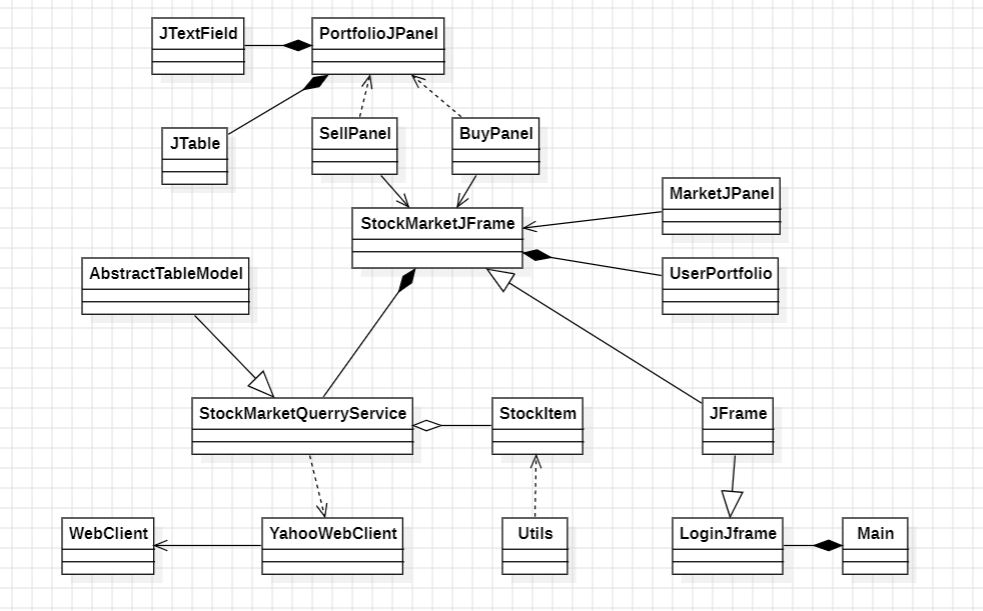 JTextField
PortfolioJPanel
JTable
SellPanel
BuyPanel
MarketJPanel
StockMarketJFrame
AbstractTableModel
UserPortfolio
StockMarketQuerryService
StockItem
JFrame
WebClient
YahooWebClient
Utils
LoginJframe
Main